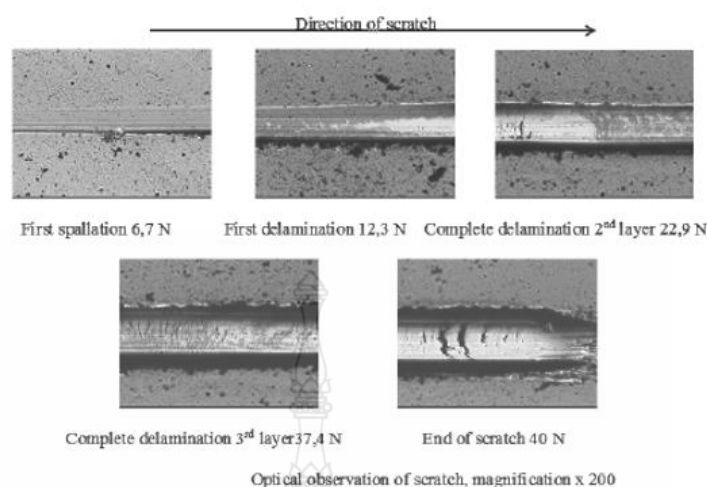 Direction of scratch
First spallation 6,7 N
First delamination 12,3 N
Complete delamination 2nd layer 22,9 N
Complete delamination 3rd layer37,4 N
End of scratch 40 N
Optical observation of scratch, magnification x 200